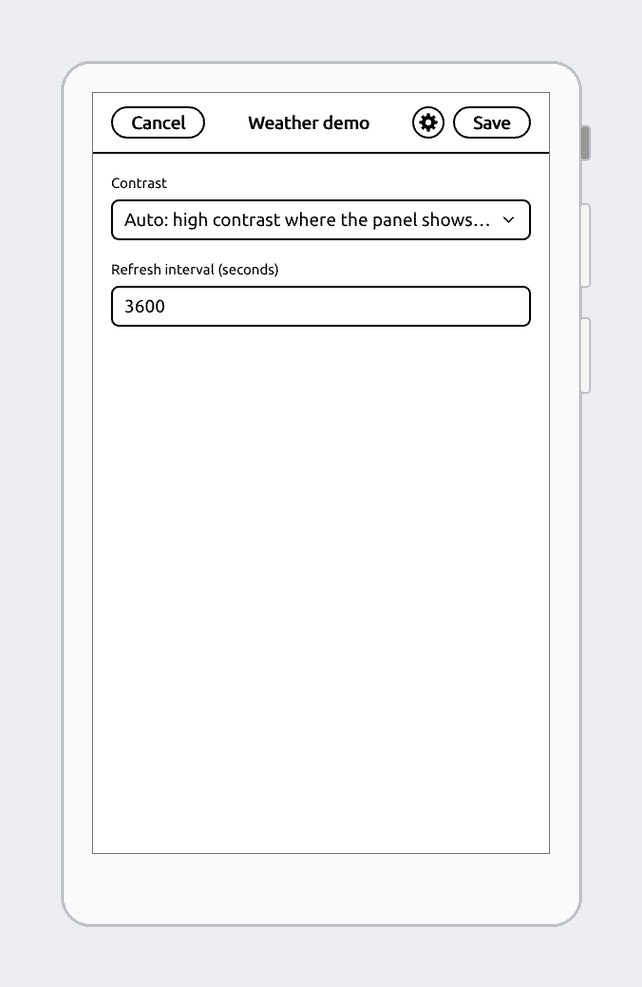 Cancel
Weather demo
Save
Contrast
Auto: high contrast where the panel shows…
Refresh interval (seconds)
3600